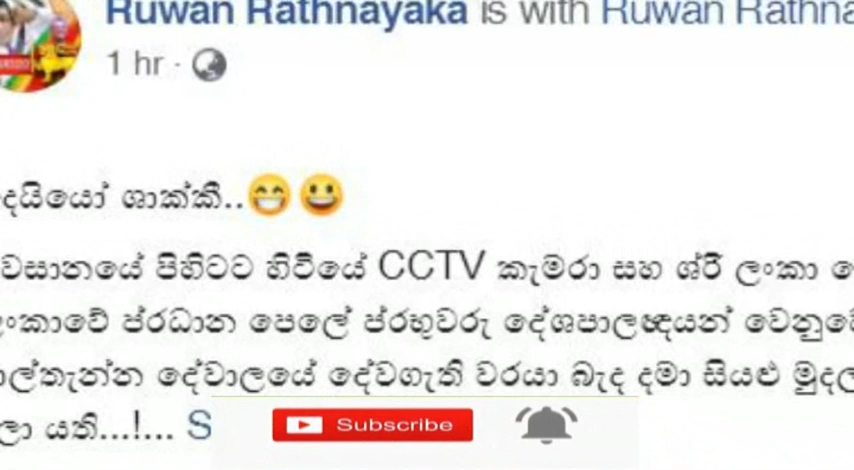 Ruwan Rathnayaka is with Ruwan Rathna
1 hr ·
දෙයියෝ ශාක්කී..😁😃
වසානයේ පිහිටට හිටියේ CCTV කැමරා සහ ශ්රී ලංකා
ංකාවේ ප්රධාන පෙලේ ප්රභුවරු දේශපාලඥයන් වෙනුවෙ
ල්තැන්න දේවාලයේ දේවගැති වරයා බැඳ දමා සියළු මුදල
ලා යති...!... S
Subscribe